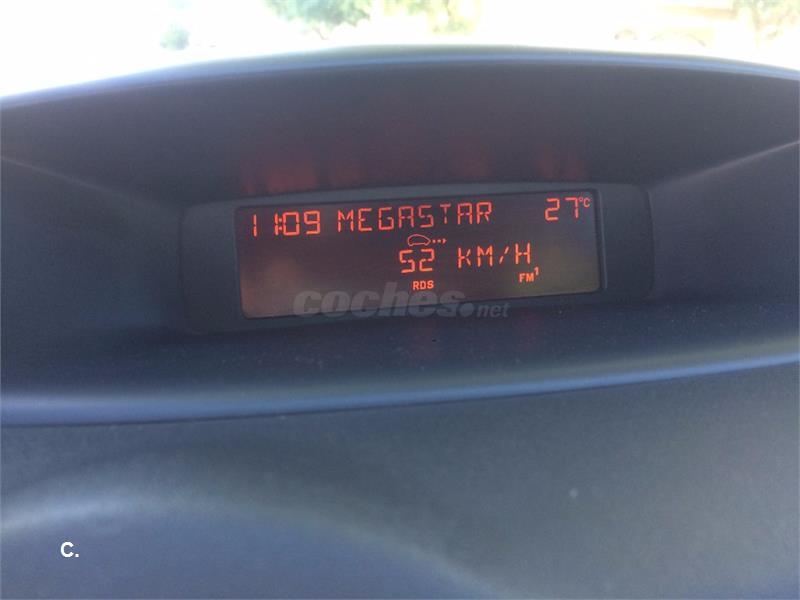 11:09 MEGASTAR 27°C
52 KM/H
RDS FM1
coches.net
C.